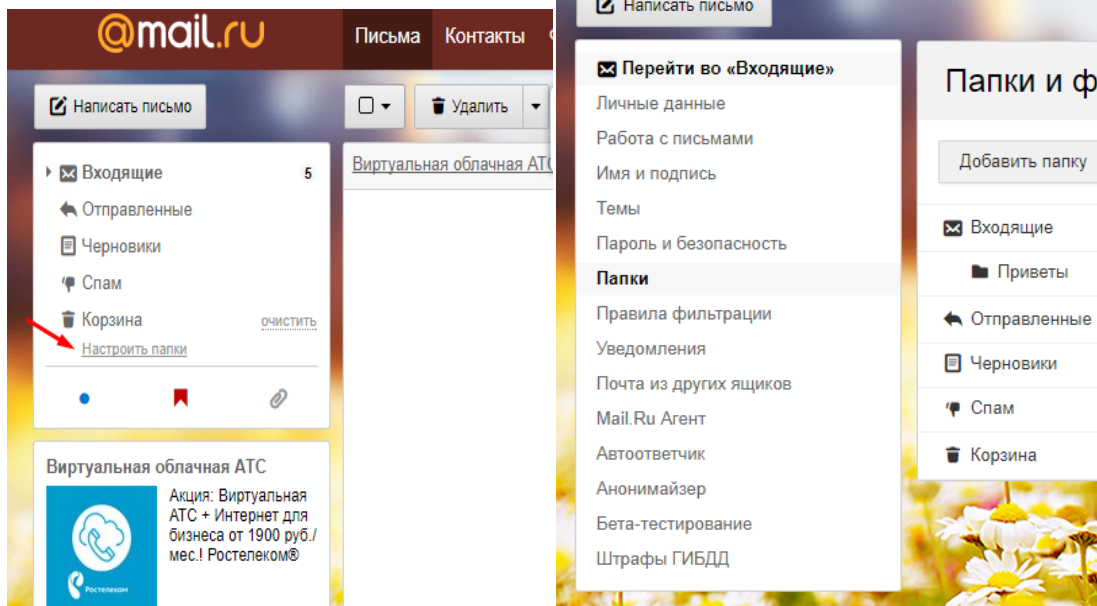 @mail.ru
Письма Контакты
Написать письмо
Удалить
Входящие 5
Отправленные
Черновики
Спам
Корзина очистить
Настроить папки
Виртуальная облачная АТС
Виртуальная облачная АТС
Акция: Виртуальная
АТС + Интернет для
бизнеса от 1900 руб./
мес.! Ростелеком®
Ростелеком
Написать письмо
Перейти во «Входящие»
Личные данные
Работа с письмами
Имя и подпись
Темы
Пароль и безопасность
Папки
Правила фильтрации
Уведомления
Почта из других ящиков
Mail.Ru Агент
Автоответчик
Анонимайзер
Бета-тестирование
Штрафы ГИБДД
Папки и ф
Добавить папку
Входящие
Приветы
Отправленные
Черновики
Спам
Корзина